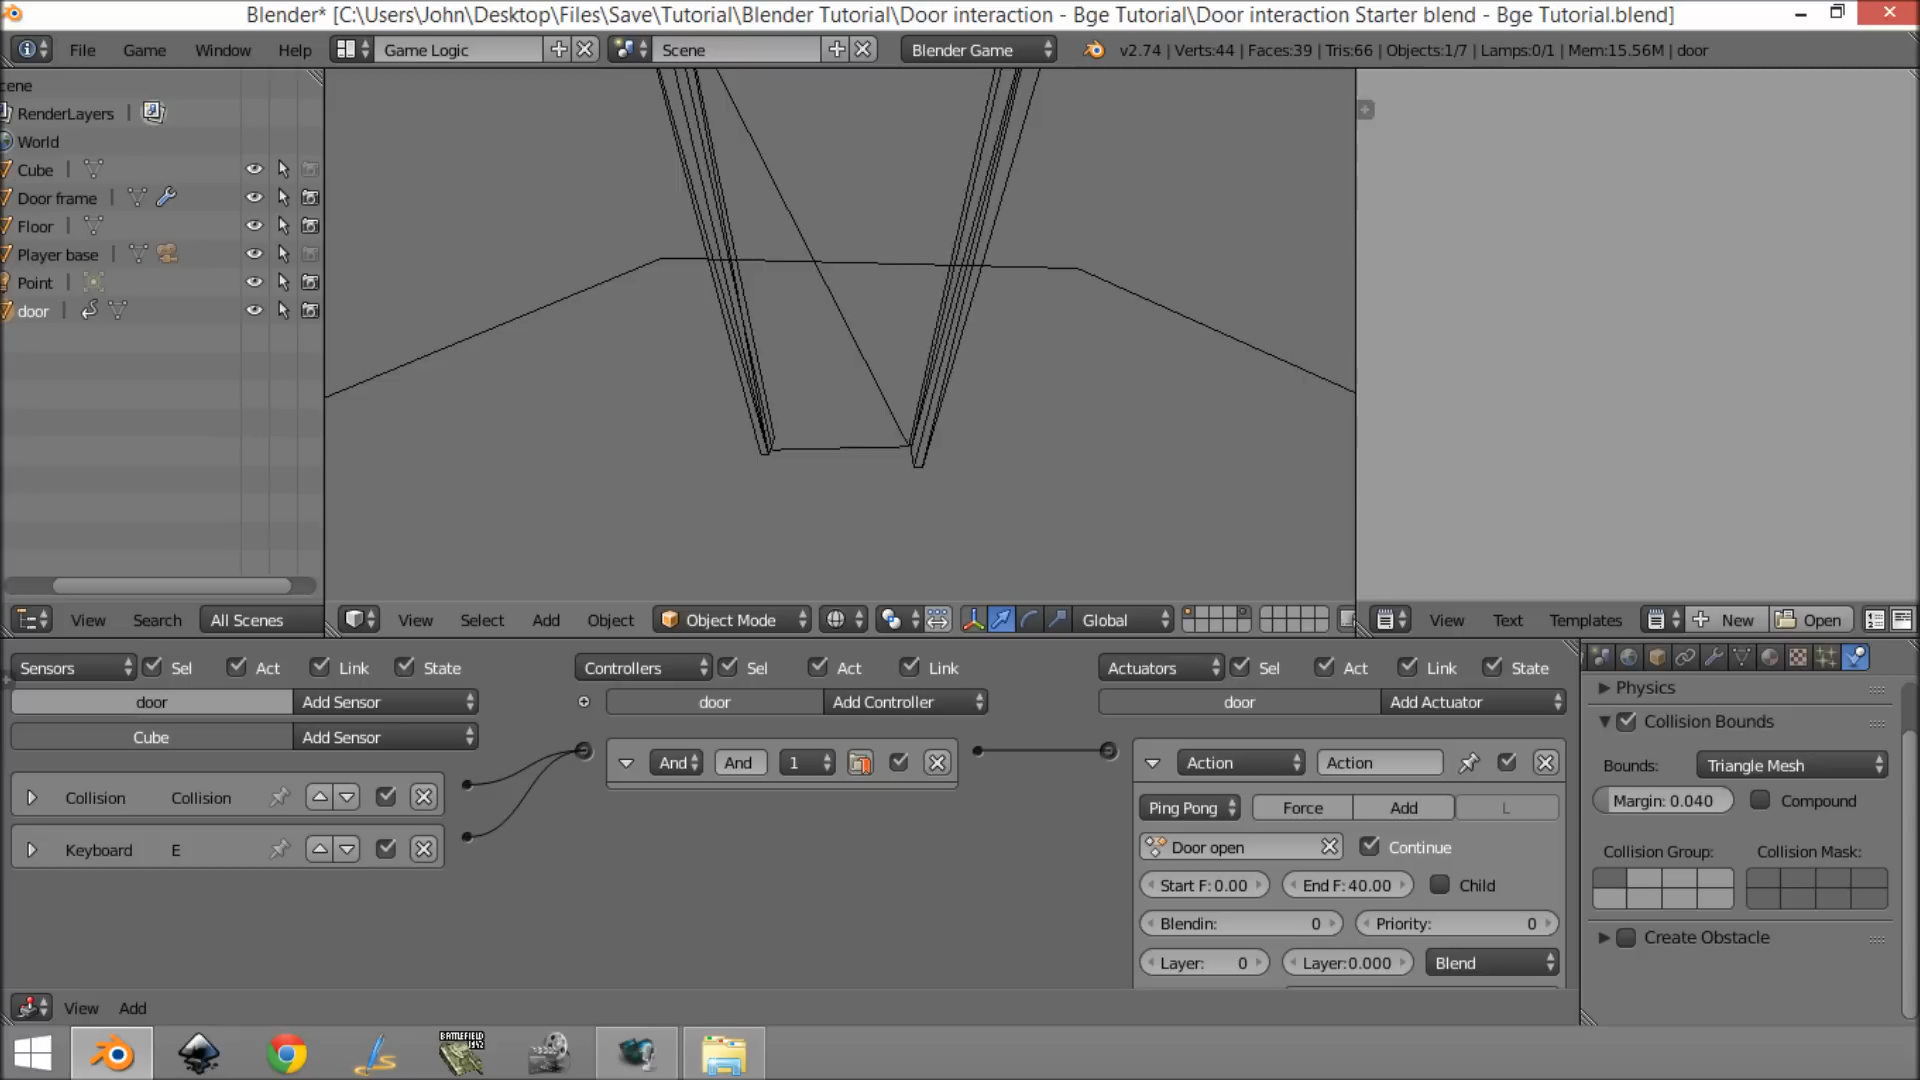 Blender* [C:\Users\John\Desktop\Files\Save\Tutorial\Blender Tutorial\Door interaction - Bge Tutorial\Door interaction Starter blend - Bge Tutorial.blend]
File Game Window Help Game Logic Scene Blender Game v2.74 | Verts:44 | Faces:39 | Tris:66 | Objects:1/7 | Lamps:0/1 | Mem:15.56M | door
cene
RenderLayers
World
Cube
Door frame
Floor
Player base
Point
door
View Search All Scenes View Select Add Object Object Mode Global View Text Templates New Open
Sensors Sel Act Link State Controllers Sel Act Link Actuators Sel Act Link State
door Add Sensor door Add Controller door Add Actuator
Cube Add Sensor
And And 1 Action Action
Collision Collision
Ping Pong Force Add L
Keyboard E Door open Continue
Start F: 0.00 End F: 40.00 Child
Blendin: 0 Priority: 0
Layer: 0 Layer: 0.000 Blend
Physics
Collision Bounds
Bounds: Triangle Mesh
Margin: 0.040 Compound
Collision Group: Collision Mask:
Create Obstacle
View Add
BATTLEFIELD
1942